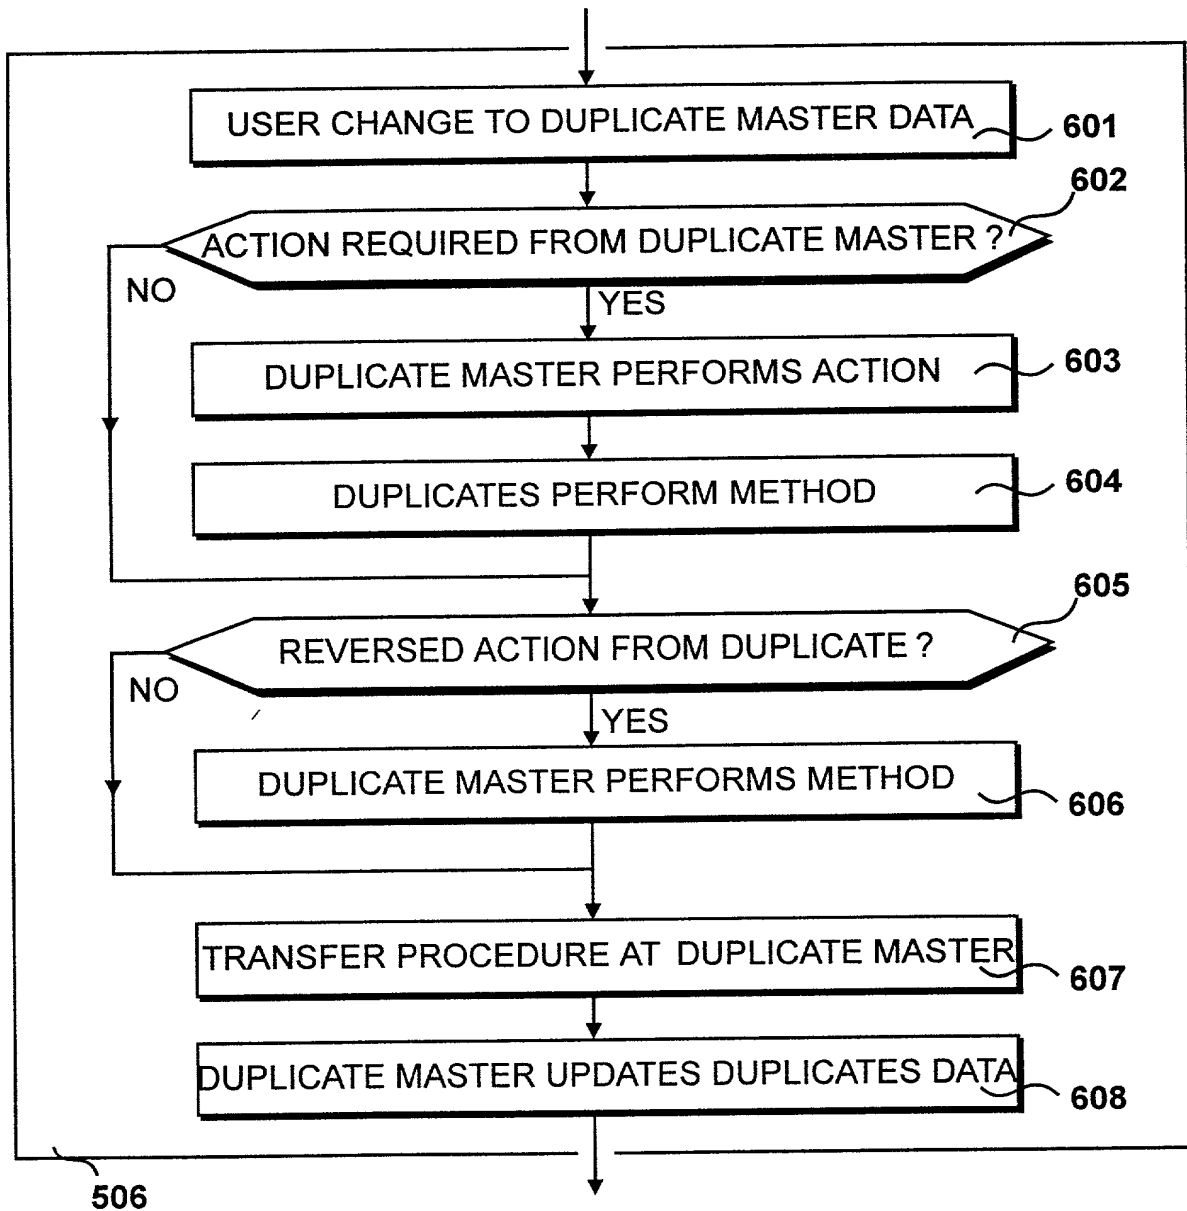 USER CHANGE TO DUPLICATE MASTER DATA
601
602
ACTION REQUIRED FROM DUPLICATE MASTER ?
NO
YES
DUPLICATE MASTER PERFORMS ACTION
603
DUPLICATES PERFORM METHOD
604
605
REVERSED ACTION FROM DUPLICATE ?
NO
YES
DUPLICATE MASTER PERFORMS METHOD
606
TRANSFER PROCEDURE AT DUPLICATE MASTER
607
DUPLICATE MASTER UPDATES DUPLICATES DATA
608
506